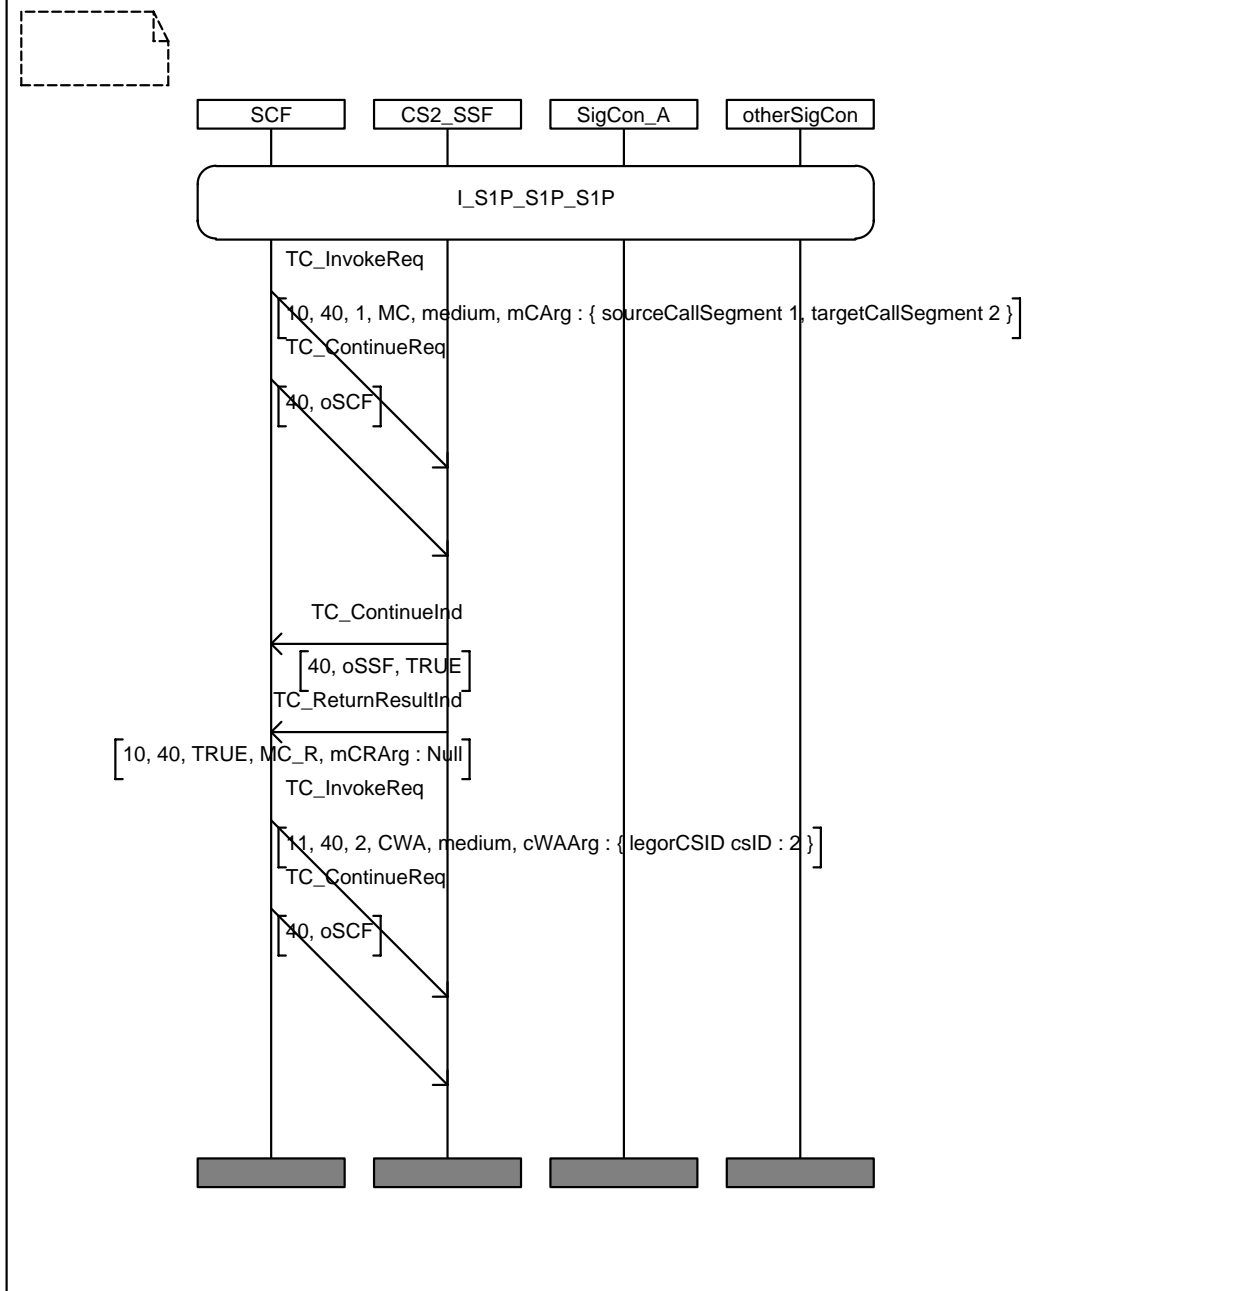 SCF
CS2_SSF
SigCon_A
otherSigCon
I_S1P_S1P_S1P
TC_InvokeReq
10, 40, 1, MC, medium, mCArg : { sourceCallSegment 1, targetCallSegment 2 }
TC_ContinueReq
40, oSCF
TC_ContinueInd
40, oSSF, TRUE
TC_ReturnResultInd
10, 40, TRUE, MC_R, mCRArg : Null
TC_InvokeReq
11, 40, 2, CWA, medium, cWAArg : { legorCSID csID : 2 }
TC_ContinueReq
40, oSCF